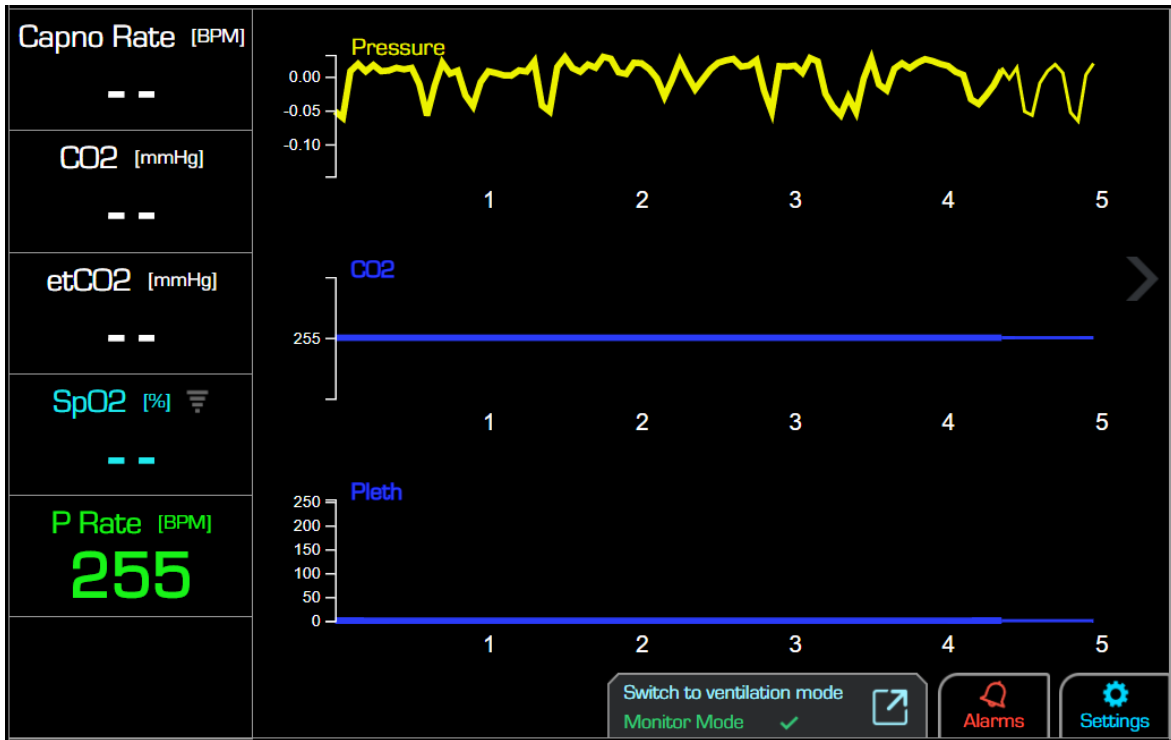 Capno Rate [BPM]
--
CO2 [mmHg]
--
etCO2 [mmHg]
--
SpO2 [%]
--
P Rate [BPM]
255
Pressure
0.00
-0.05
-0.10
1 2 3 4 5
CO2
255
1 2 3 4 5
Pleth
250
200
150
100
50
0
1 2 3 4 5
Switch to ventilation mode
Monitor Mode
Alarms
Settings